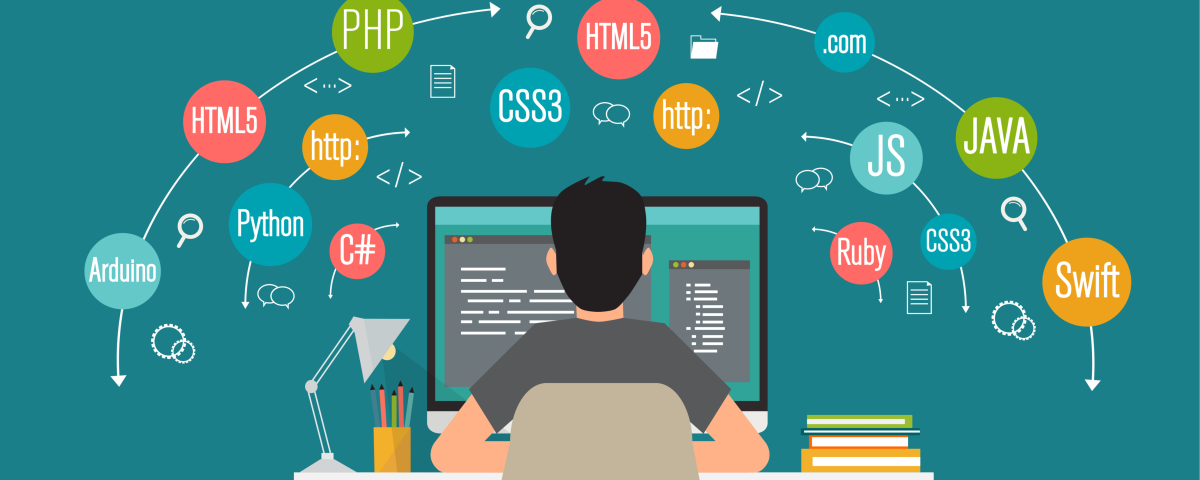 PHP
HTML5
.com
HTML5
CSS3
http:
JAVA
http:
JS
Python
C#
Ruby
CSS3
Arduino
Swift
<...>
</>
</>
<...>